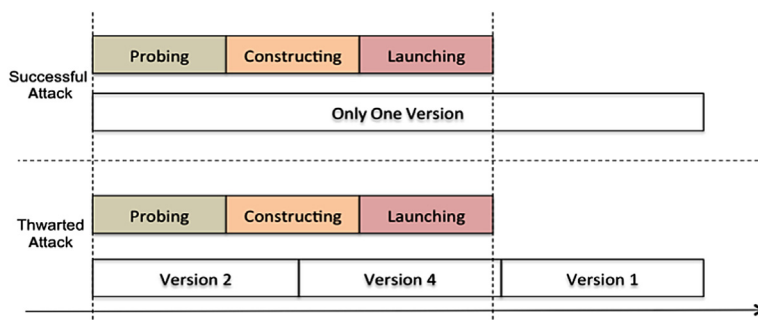 Probing Constructing Launching
Successful
Attack
Only One Version
Probing Constructing Launching
Thwarted
Attack
Version 2 Version 4 Version 1